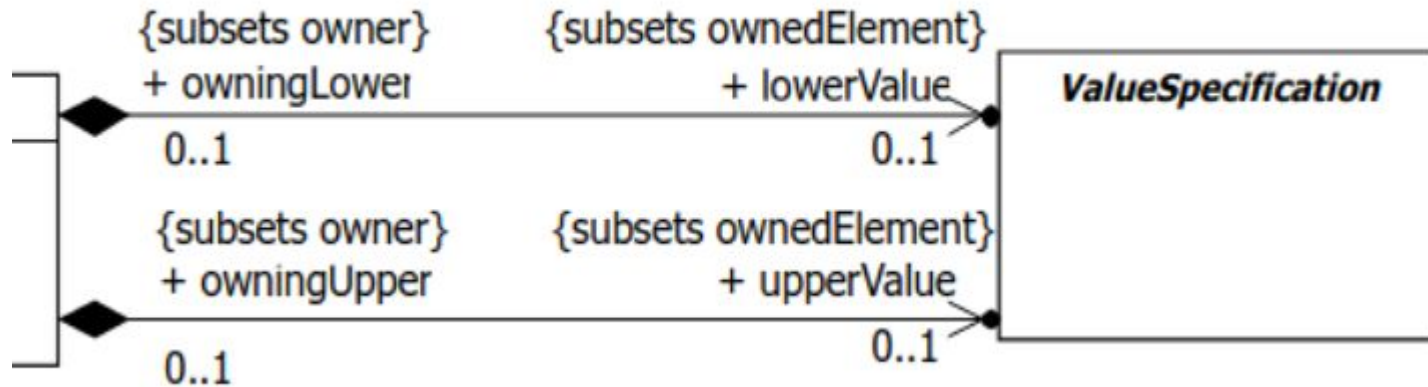 {subsets owner} {subsets ownedElement}
+ owningLower + lowerValue
ValueSpecification
0..1 0..1
{subsets owner} {subsets ownedElement}
+ owningUpper + upperValue
0..1 0..1